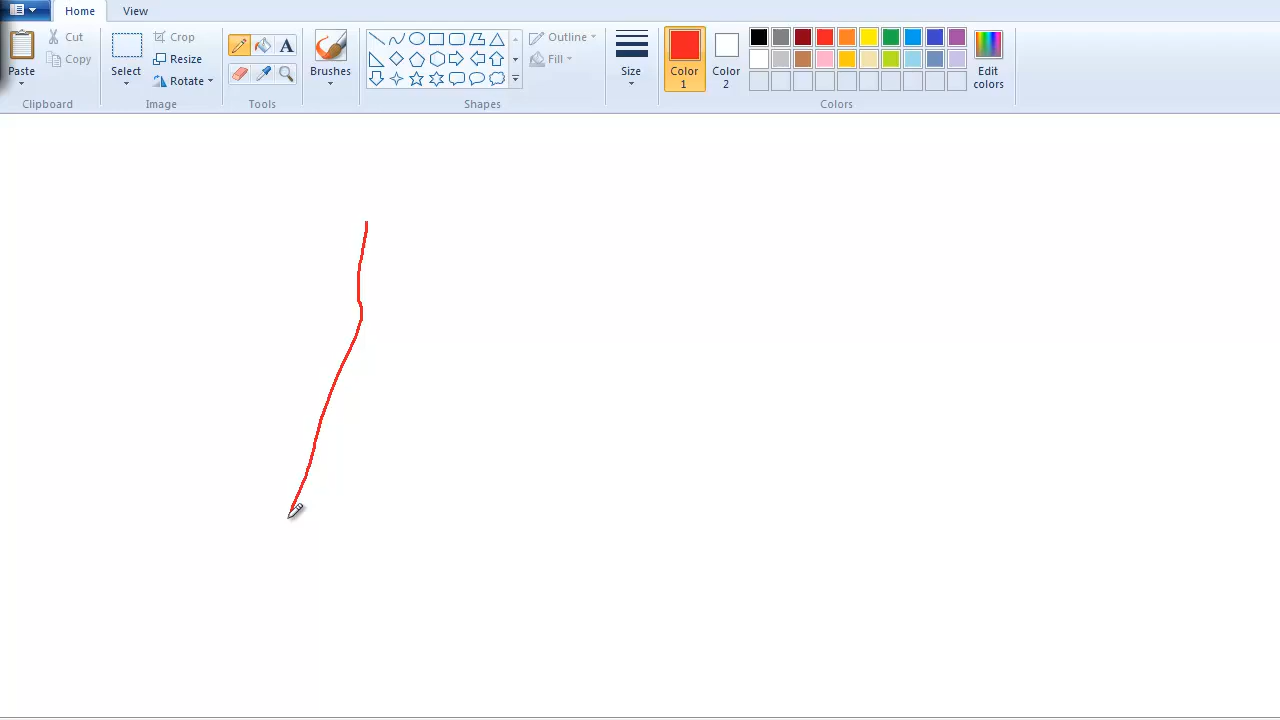 Home View
Paste Cut Copy Select Crop Resize Rotate A Brushes Outline Fill Size Color 1 Color 2 Edit colors
Clipboard Image Tools Shapes Colors